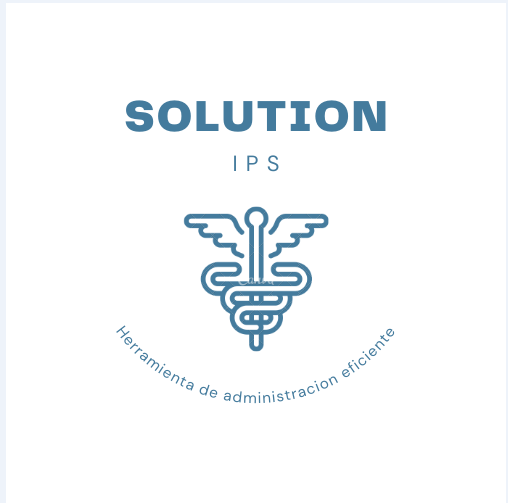 SOLUTION
IPS
Herramienta de administracion eficiente